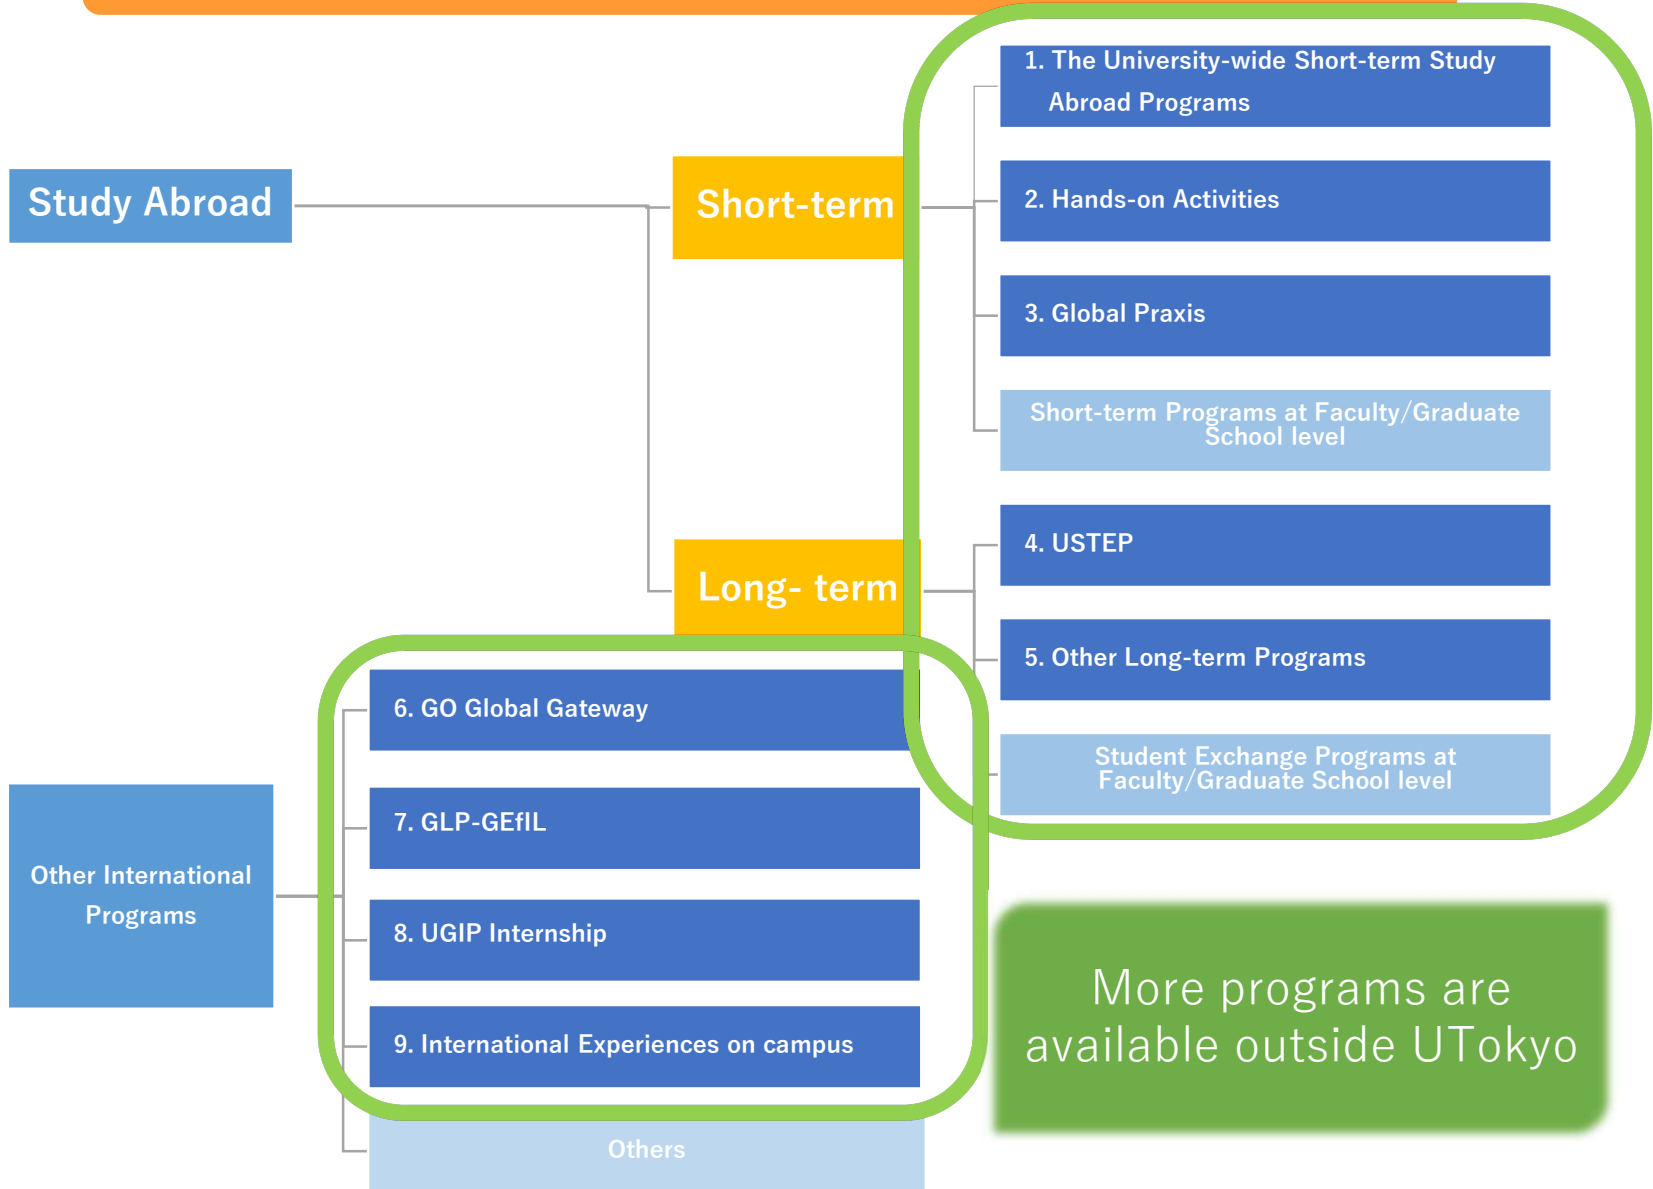 Study Abroad
Short-term
1. The University-wide Short-term Study
Abroad Programs
2. Hands-on Activities
3. Global Praxis
Short-term Programs at Faculty/Graduate
School level
Long- term
4. USTEP
5. Other Long-term Programs
Student Exchange Programs at
Faculty/Graduate School level
Other International
Programs
6. GO Global Gateway
7. GLP-GEfIL
8. UGIP Internship
9. International Experiences on campus
Others
More programs are
available outside UTokyo